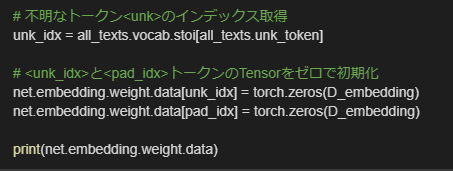 # 不明なトークン<unk>のインデックス取得
unk_idx = all_texts.vocab.stoi[all_texts.unk_token]
# <unk_idx>と<pad_idx>トークンのTensorをゼロで初期化
net.embedding.weight.data[unk_idx] = torch.zeros(D_embedding)
net.embedding.weight.data[pad_idx] = torch.zeros(D_embedding)
print(net.embedding.weight.data)